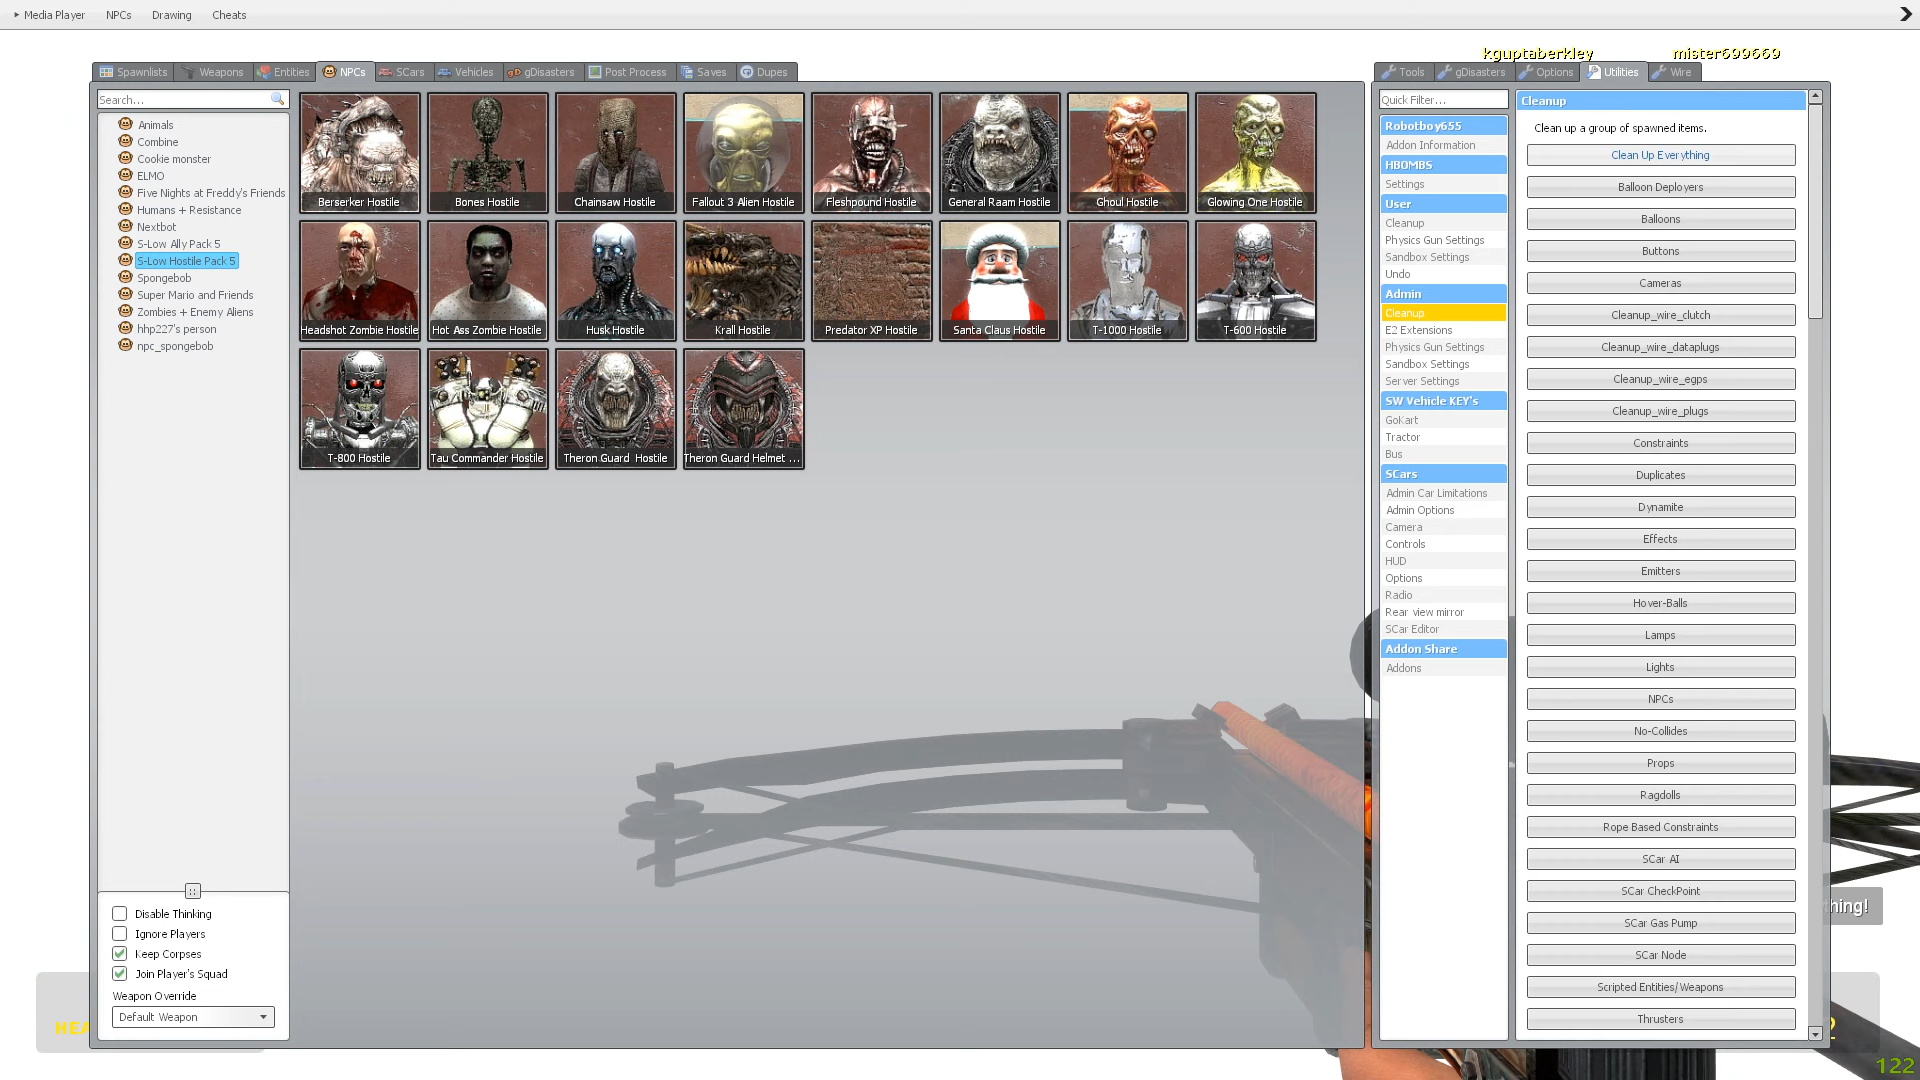 Media Player NPCs Drawing Cheats
kguptaberkley mister699669
Spawnlists Weapons Entities NPCs SCars Vehicles gDisasters Post Process Saves Dupes
Search...
Animals
Combine
Cookie monster
ELMO
Five Nights at Freddy's Friends
Humans + Resistance
Nextbot
S-Low Ally Pack 5
S-Low Hostile Pack 5
Spongebob
Super Mario and Friends
Zombies + Enemy Aliens
hhp227's person
npc_spongebob
Disable Thinking
Ignore Players
Keep Corpses
Join Player's Squad
Weapon Override
Default Weapon
Berserker Hostile Bones Hostile Chainsaw Hostile Fallout 3 Alien Hostile Fleshpound Hostile General Raam Hostile Ghoul Hostile Glowing One Hostile
Headshot Zombie Hostile Hot Ass Zombie Hostile Husk Hostile Krall Hostile Predator XP Hostile Santa Claus Hostile T-1000 Hostile T-600 Hostile
T-800 Hostile Tau Commander Hostile Theron Guard Hostile Theron Guard Helmet ...
Tools gDisasters Options Utilities Wire
Quick Filter...
Robotboy655
Addon Information
HBOMBS
Settings
User
Cleanup
Physics Gun Settings
Sandbox Settings
Undo
Admin
Cleanup
E2 Extensions
Physics Gun Settings
Sandbox Settings
Server Settings
SW Vehicle KEY's
GoKart
Tractor
Bus
SCars
Admin Car Limitations
Admin Options
Camera
Controls
HUD
Options
Radio
Rear view mirror
SCar Editor
Addon Share
Addons
Cleanup
Clean up a group of spawned items.
Clean Up Everything
Balloon Deployers
Balloons
Buttons
Cameras
Cleanup_wire_clutch
Cleanup_wire_dataplugs
Cleanup_wire_egps
Cleanup_wire_plugs
Constraints
Duplicates
Dynamite
Effects
Emitters
Hover-Balls
Lamps
Lights
NPCs
No-Collides
Props
Ragdolls
Rope Based Constraints
SCar AI
SCar CheckPoint
SCar Gas Pump
SCar Node
Scripted Entities/Weapons
Thrusters
hing!
HEA
122